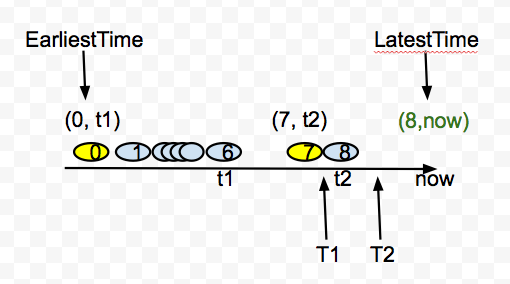 EarliestTime
LatestTime
(0, t1)
(7, t2)
(8,now)
0 1 6 7 8
t1 t2 now
T1 T2